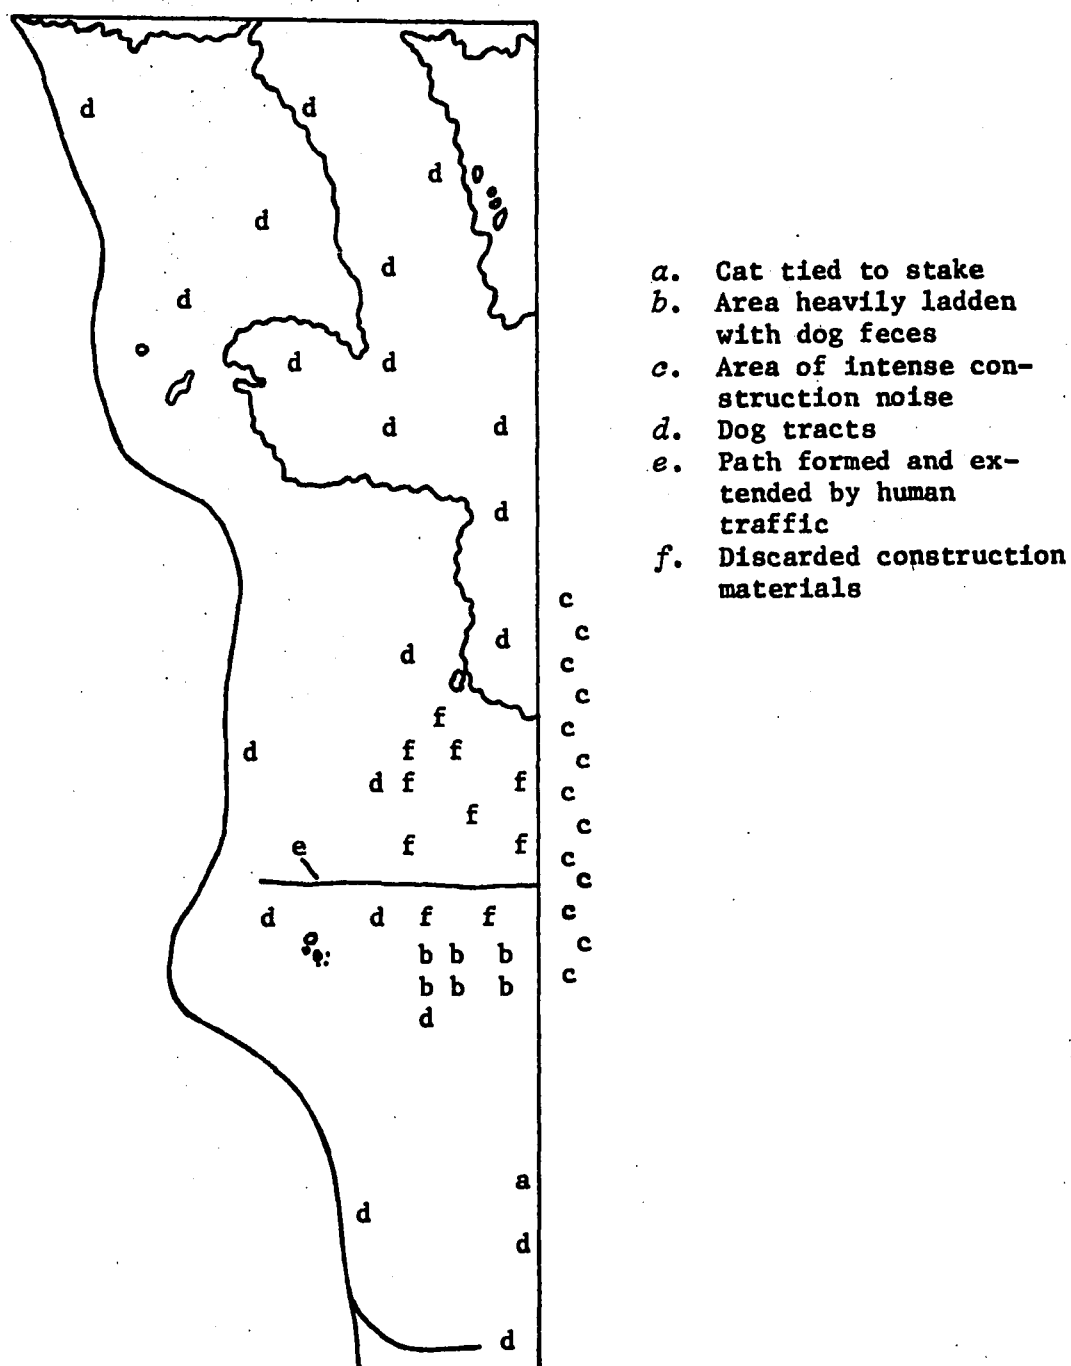 d
d
d
d
d
d
d
d
d
d
d
a. Cat tied to stake
b. Area heavily ladden
with dog feces
c. Area of intense con-
struction noise
d. Dog tracts
e. Path formed and ex-
tended by human
traffic
f. Discarded construction
materials
d
c
c
d
d
c
c
f
c
d
f
f
c
d
f
f
c
f
c
e
f
f
c
c
d
d
f
f
c
b
b
b
c
b
b
b
c
d
a
d
d
d